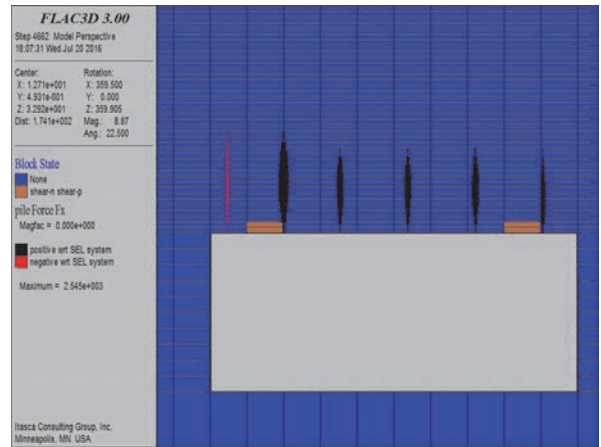 FLAC3D 3.00
Step 4662 Model Perspective
18:07:31 Wed Jul 20 2016
Center:
X: 1.271e+001
Y: 4.931e-001
Z: 3.292e+001
Dist: 1.741e+002
Rotation:
X: 359.500
Y: 0.000
Z: 359.905
Mag.: 8.87
Ang.: 22.500
Block State
None
shear-n shear-p
pile Force Fx
Magfac = 0.000e+000
positive wrt SEL system
negative wrt SEL system
Maximum = 2.545e+003
Itasca Consulting Group, Inc.
Minneapolis, MN USA